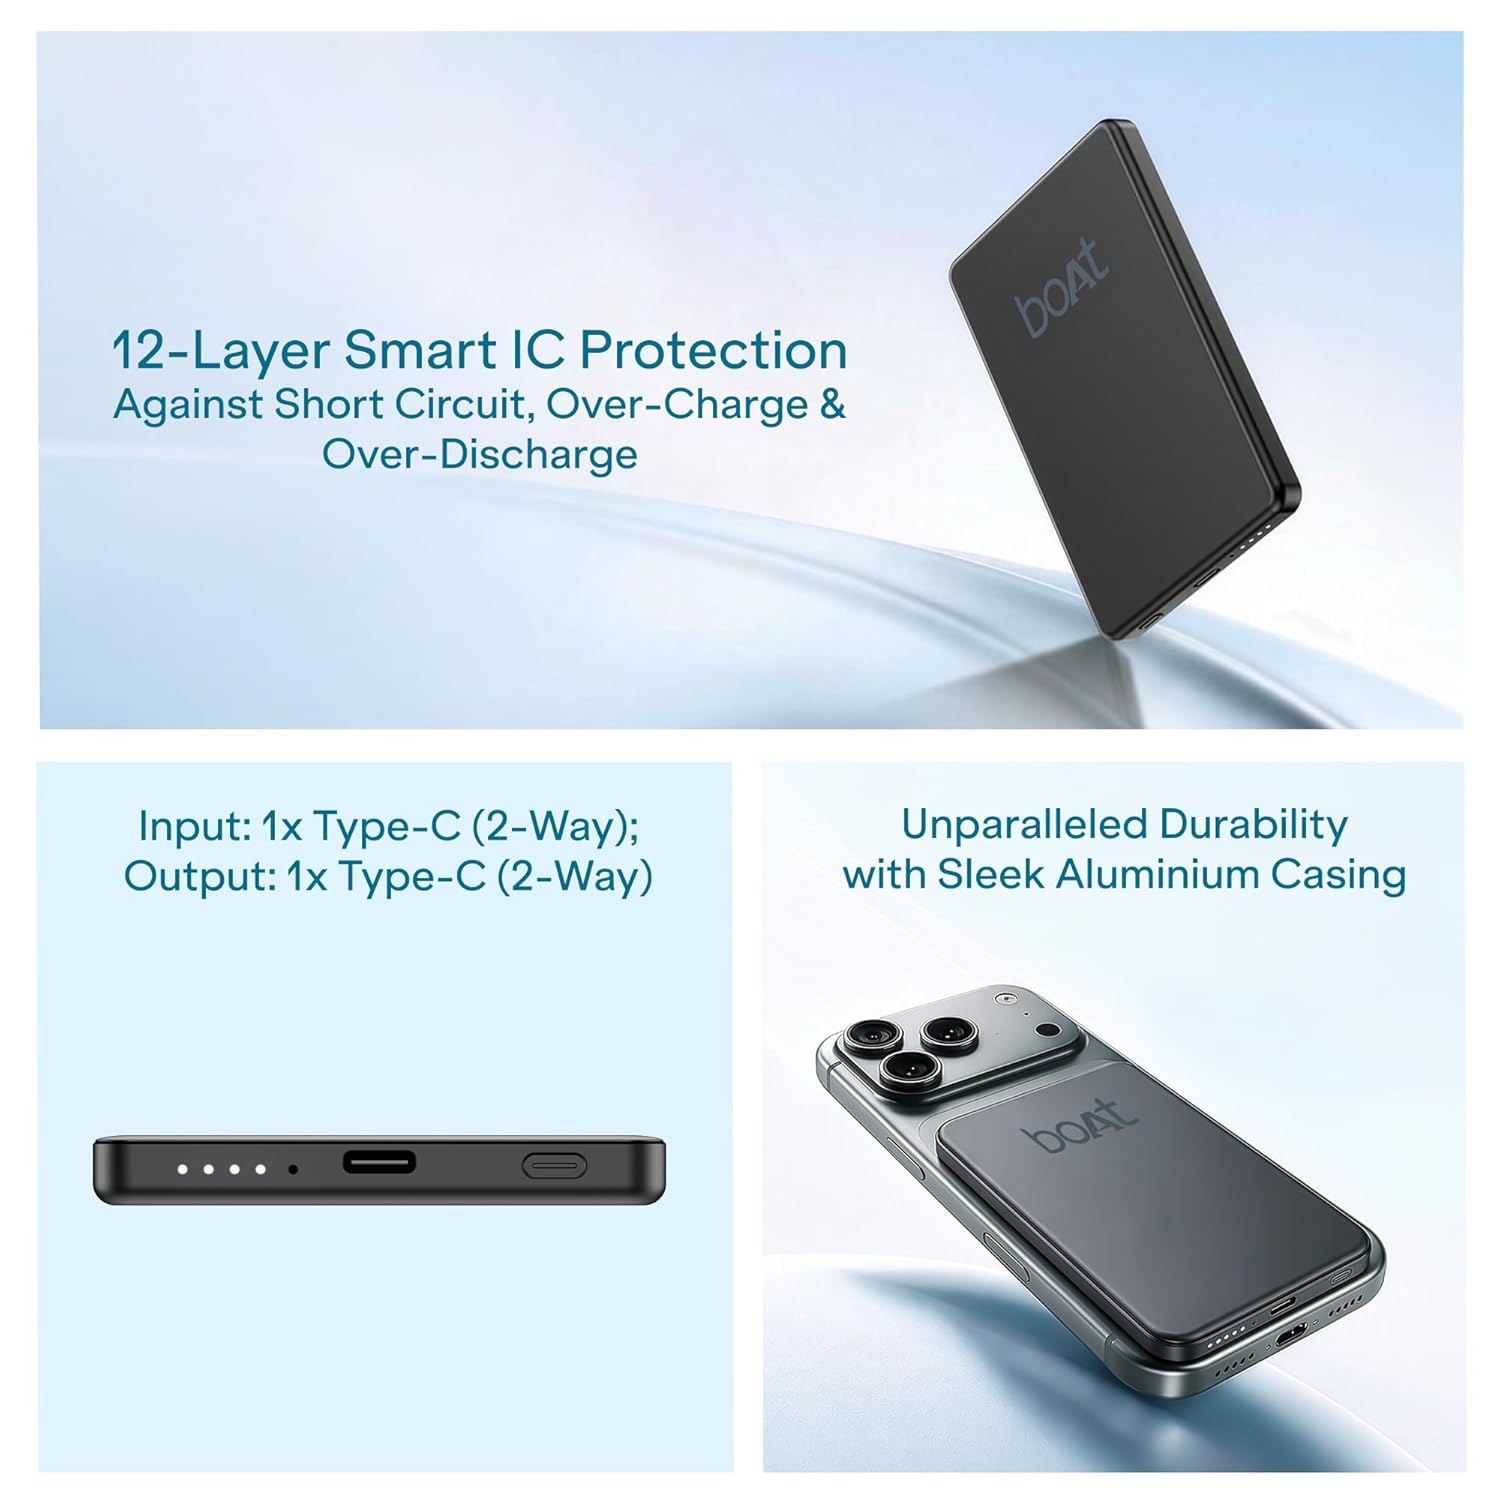 boAt
12-Layer Smart IC Protection
Against Short Circuit, Over-Charge &
Over-Discharge
Input: 1x Type-C (2-Way);
Output: 1x Type-C (2-Way)
Unparalleled Durability
with Sleek Aluminium Casing
boAt